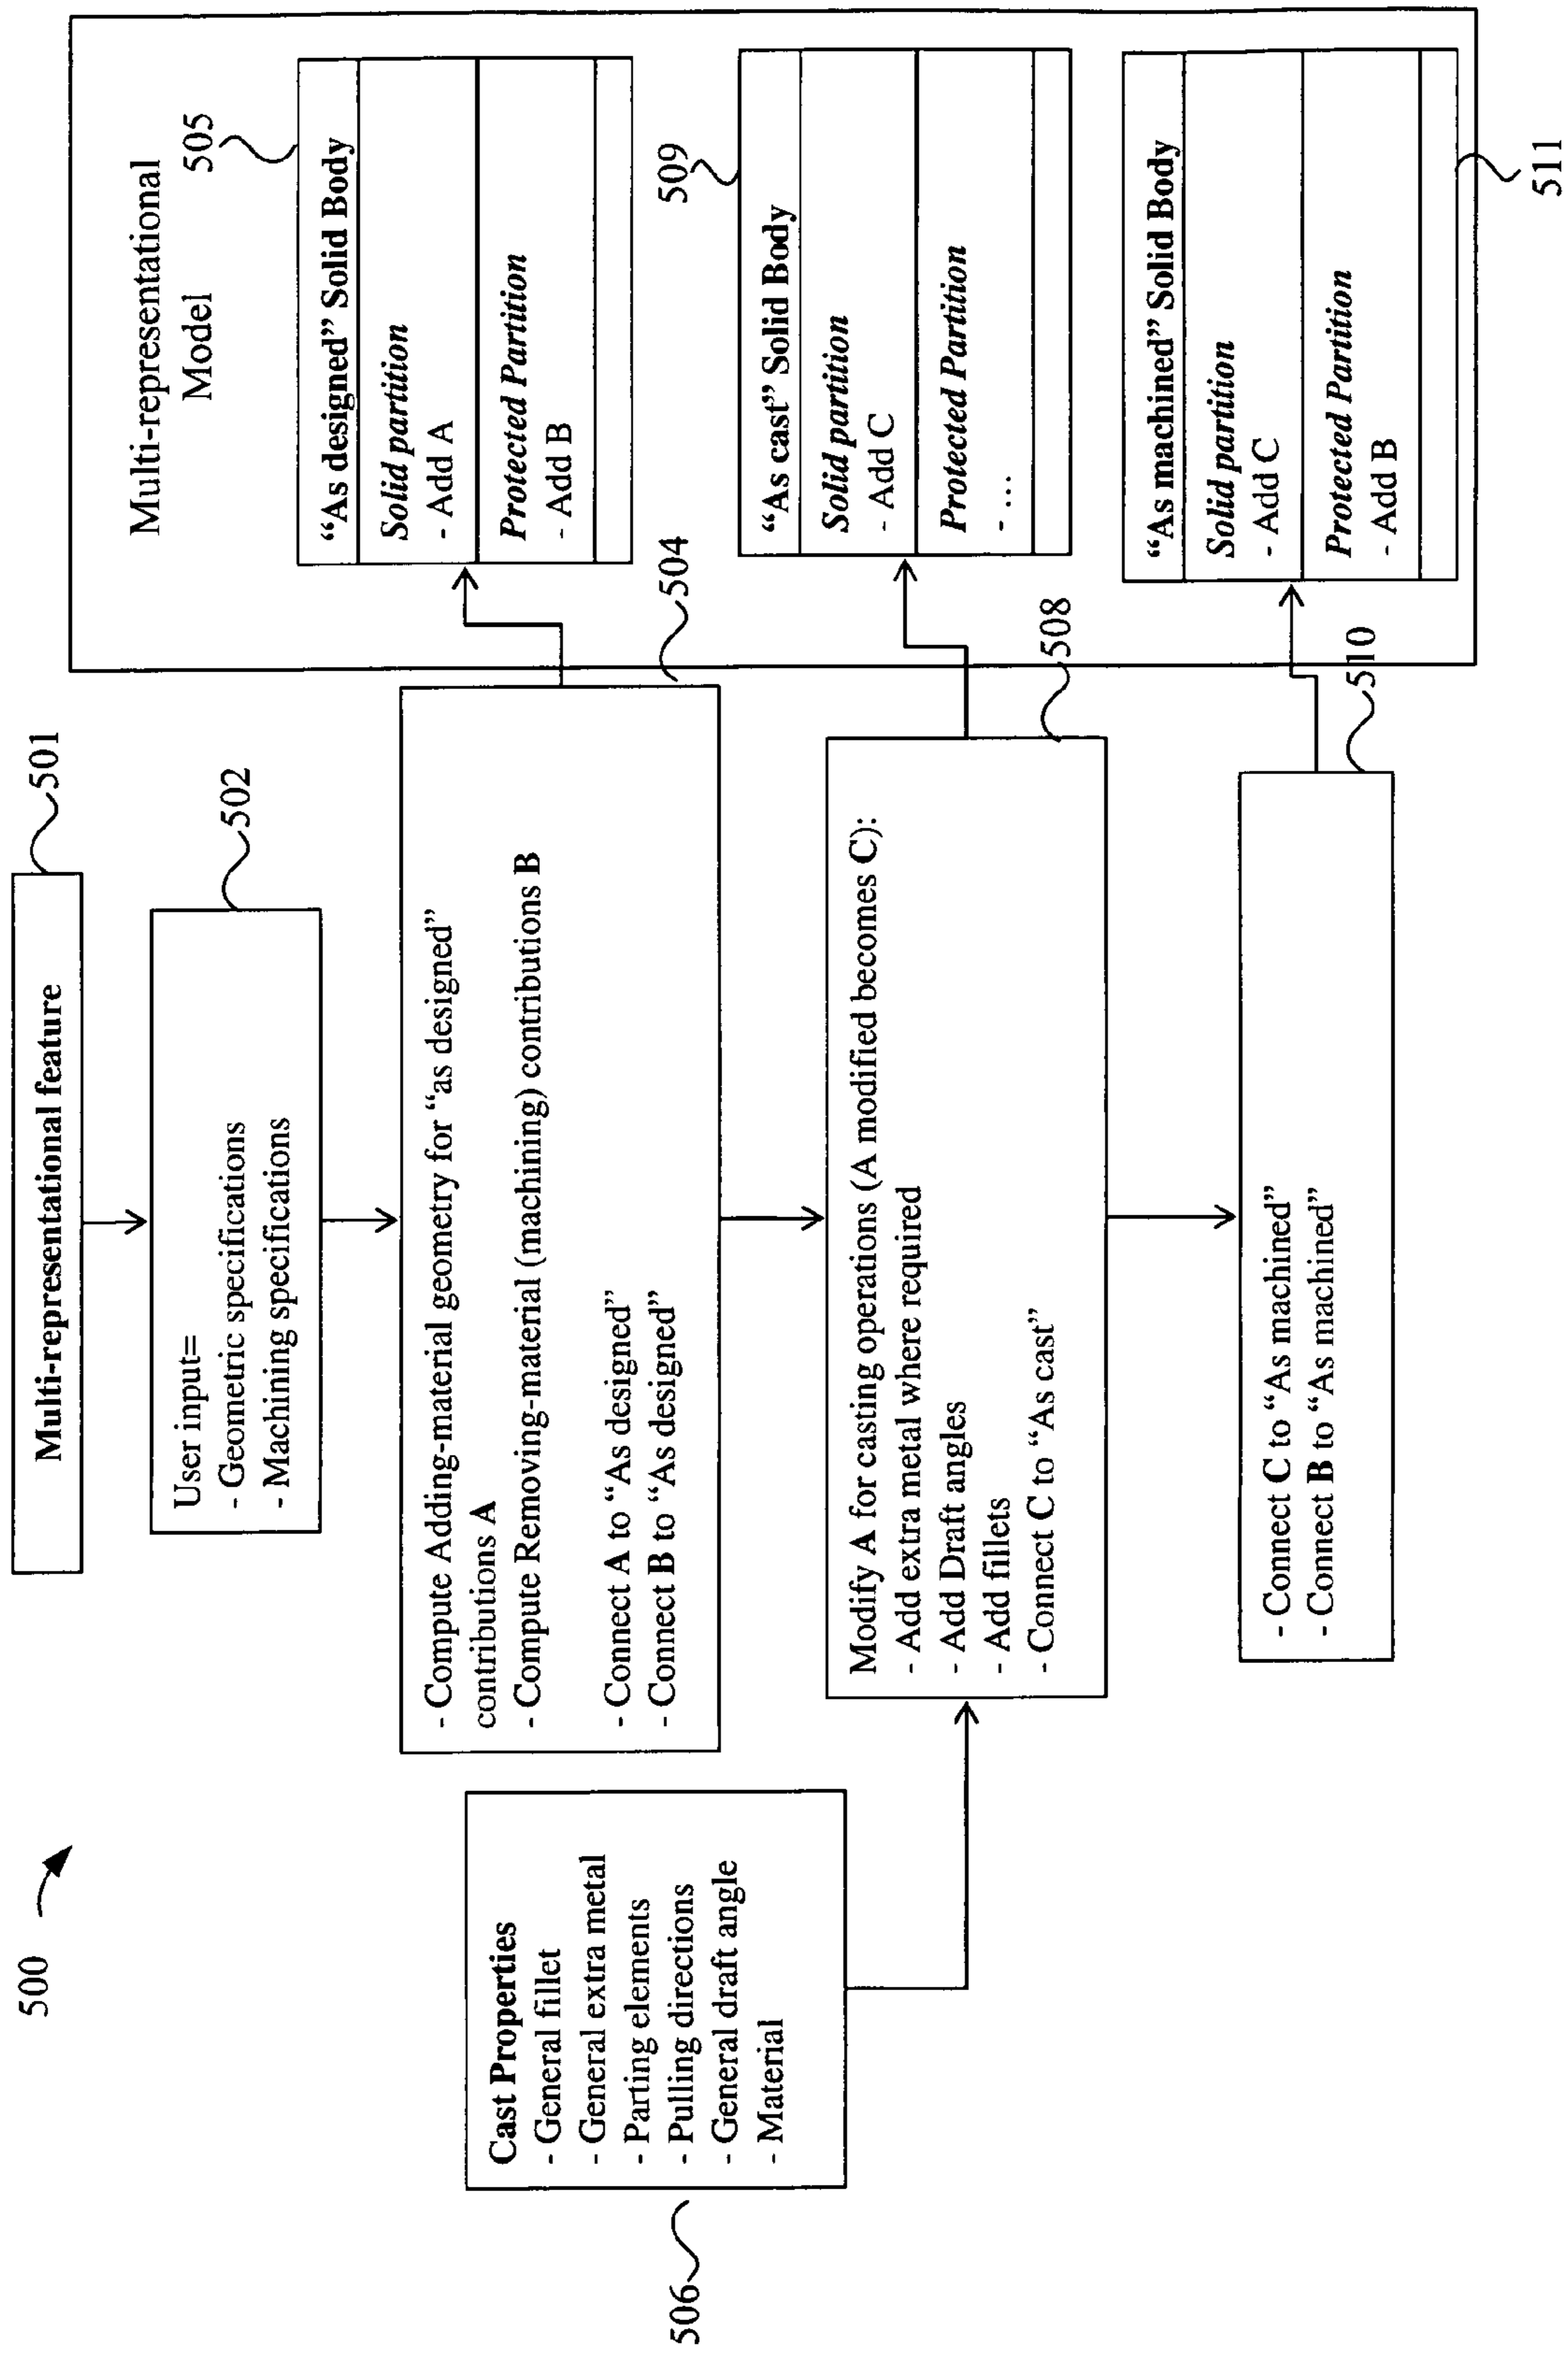 500
Multi-representational feature
501
User input=
- Geometric specifications
- Machining specifications
502
- Compute Adding-material geometry for “as designed”
contributions A
- Compute Removing-material (machining) contributions B
- Connect A to “As designed”
- Connect B to “As designed”
504
Cast Properties
- General fillet
- General extra metal
- Parting elements
- Pulling directions
- General draft angle
- Material
506
Modify A for casting operations (A modified becomes C):
- Add extra metal where required
- Add Draft angles
- Add fillets
- Connect C to “As cast”
508
- Connect C to “As machined”
- Connect B to “As machined”
510
Multi-representational
Model
505
“As designed” Solid Body
Solid partition
- Add A
Protected Partition
- Add B
509
“As cast” Solid Body
Solid partition
- Add C
Protected Partition
- ...
“As machined” Solid Body
Solid partition
- Add C
Protected Partition
- Add B
511